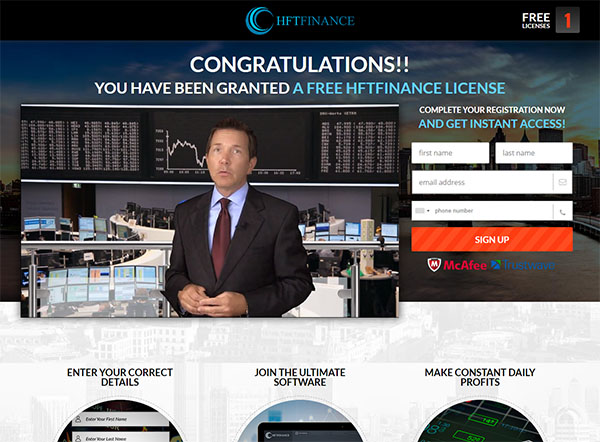 HFTFINANCE
FREE
LICENSES
1
CONGRATULATIONS!!
YOU HAVE BEEN GRANTED A FREE HFTFINANCE LICENSE
COMPLETE YOUR REGISTRATION NOW
AND GET INSTANT ACCESS!
first name
last name
email address
phone number
SIGN UP
McAfee
Trustwave
ENTER YOUR CORRECT
DETAILS
JOIN THE ULTIMATE
SOFTWARE
MAKE CONSTANT DAILY
PROFITS
Enter Your First Name
Enter Your Last Name
HFTFINANCE